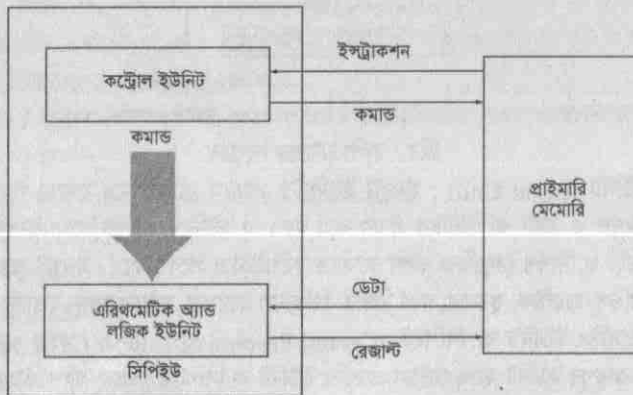 ইন্সট্রাকশন
কন্ট্রোল ইউনিট
কমান্ড
কমান্ড
প্রাইমারি
মেমোরি
ডেটা
এরিথমেটিক অ্যান্ড
লজিক ইউনিট
রেজাল্ট
সিপিইউ